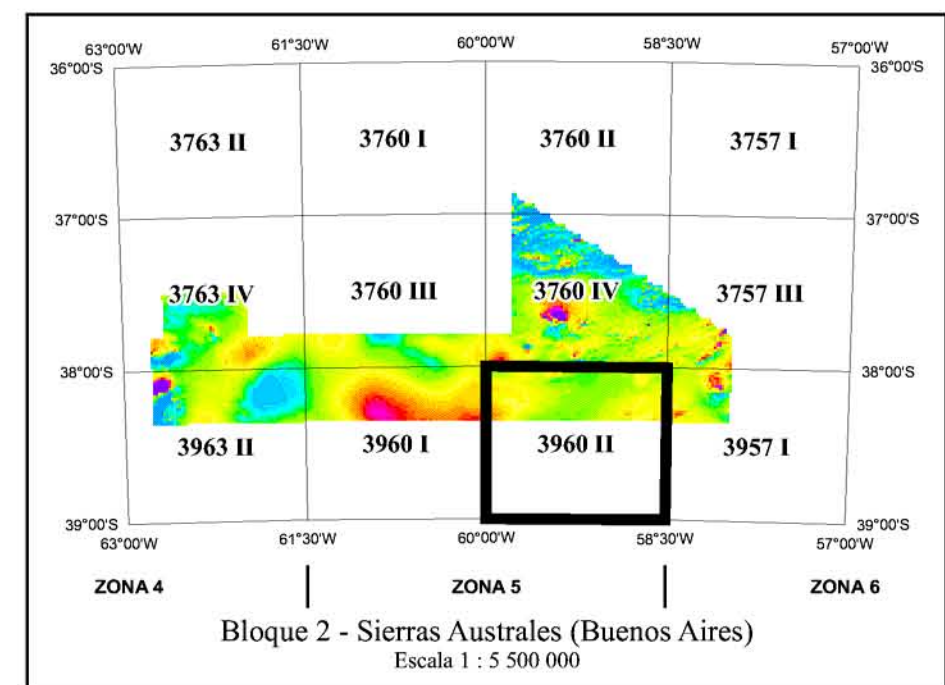 63°00'W 61°30'W 60°00'W 58°30'W 57°00'W
36°00'S 36°00'S
3763 II 3760 I 3760 II 3757 I
37°00'S 37°00'S
3763 IV 3760 III 3760 IV 3757 III
38°00'S 38°00'S
3963 II 3960 I 3960 II 3957 I
39°00'S 39°00'S
63°00'W 61°30'W 60°00'W 58°30'W 57°00'W
ZONA 4 ZONA 5 ZONA 6
Bloque 2 - Sierras Australes (Buenos Aires)
Escala 1 : 5 500 000